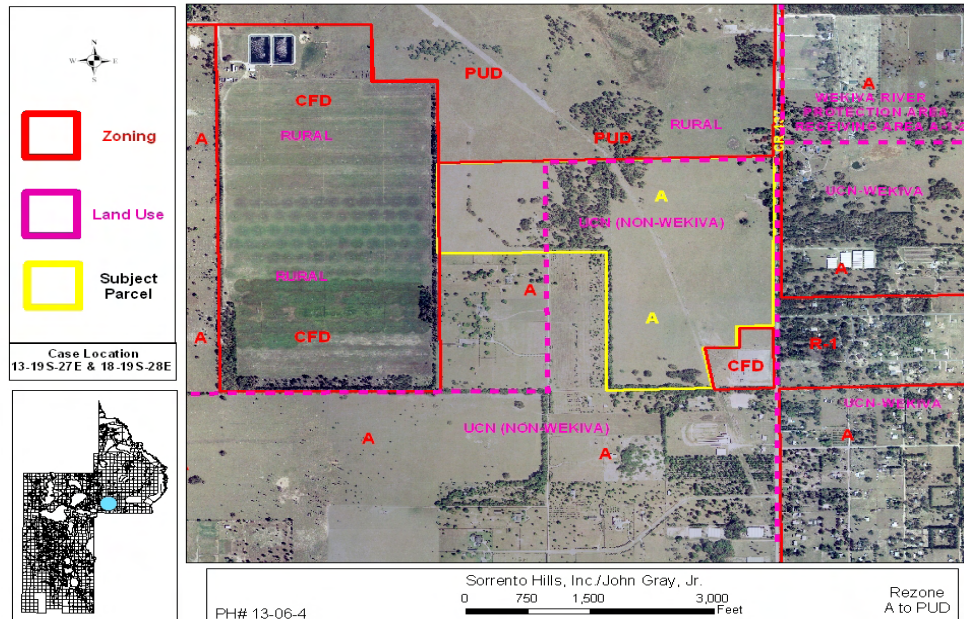 N
W E
S
Zoning
Land Use
Subject
Parcel
Case Location
13-19S-27E & 18-19S-28E
PUD
CFD
A
RURAL
PUD
RURAL
A
WEKIVA RIVER
PROTECTION AREA
UCN-WEKIVA
A
UCN (NON-WEKIVA)
A
RURAL
A
A
A
CFD
CFD
R-1
UCN-WEKIVA
A
UCN (NON-WEKIVA)
A
A
PH# 13-06-4
Sorrento Hills, Inc./John Gray, Jr.
0 750 1,500 3,000
Feet
Rezone
A to PUD